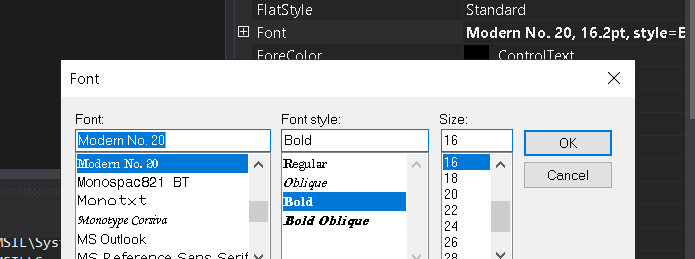 FlatStyle Standard
Font Modern No. 20, 16.2pt, style=B
ForeColor ControlText
Font
Font: Font style: Size:
Modern No. 20 Bold 16 OK
Modern No. 20 Regular 16
Monospac821 BT Oblique 18 Cancel
Monotxt Bold 20
Monotype Corsiva Bold Oblique 22
MS Outlook 24
MS Reference Sans Serif 26
28
MSIL\Syst